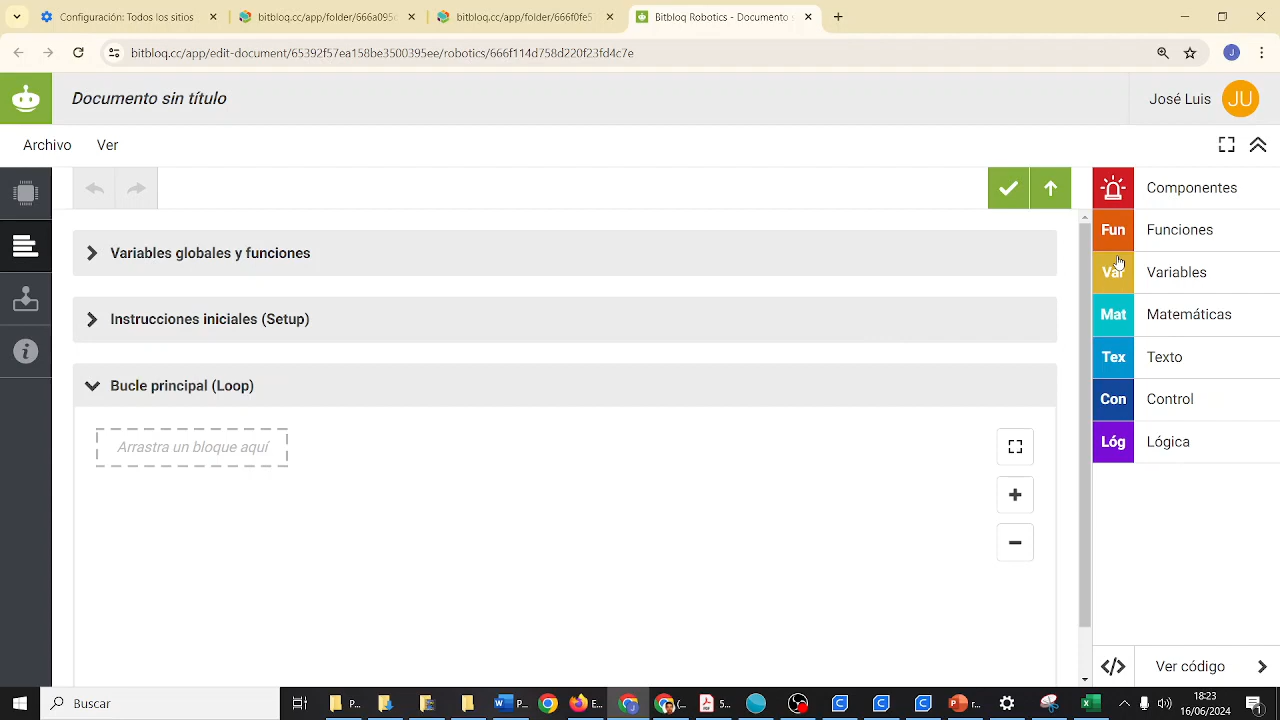 Configuración: Todos los sitios
bitbloq.cc/app/folder/666a095
bitbloq.cc/app/folder/666f0fe5
Bitbloq Robotics - Documento
bitbloq.cc/app/edit-document/65392f57ea158be3500395ee/robotics/666f114d758d220f23fd4c7e
J
Documento sin título
José Luis
JU
Archivo
Ver
Componentes
Fun
Funciones
Var
Variables
Mat
Matemáticas
Tex
Texto
Con
Control
Lóg
Lógica
Variables globales y funciones
Instrucciones iniciales (Setup)
Bucle principal (Loop)
Arrastra un bloque aquí
Ver código
Buscar
P...
E...
P...
(...
S...
P...
18:23
16/06/2024